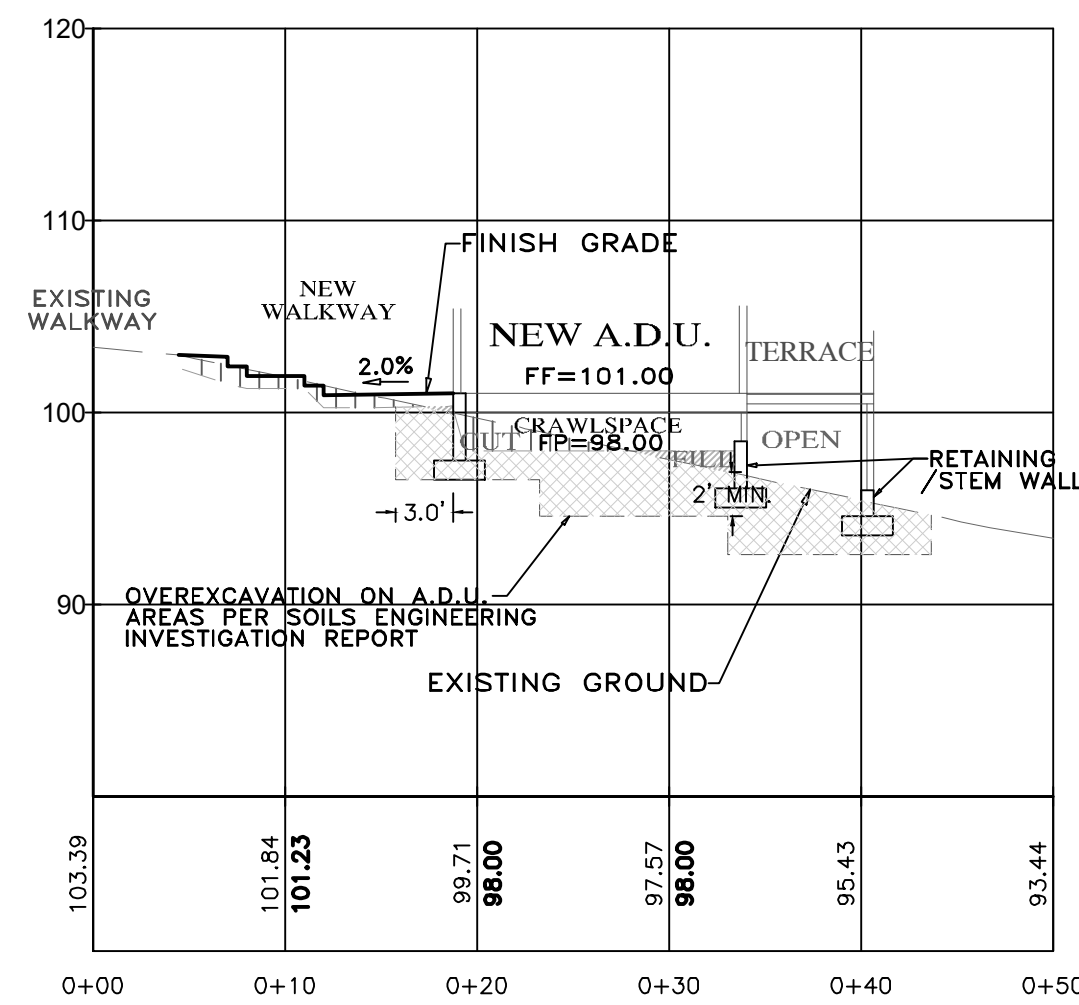 120
110
FINISH GRADE
NEW
WALKWAY
EXISTING
WALKWAY
NEW A.D.U.
TERRACE
2.0%
FF=101.00
100
CRAWLSPACE
CUT
FP=98.00
OPEN
FILL
RETAINING
/STEM WALL
2' MIN.
3.0'
OVEREXCAVATION ON A.D.U.
AREAS PER SOILS ENGINEERING
INVESTIGATION REPORT
90
EXISTING GROUND
103.39
101.84
101.23
99.71
98.00
97.57
98.00
95.43
93.44
0+00
0+10
0+20
0+30
0+40
0+50